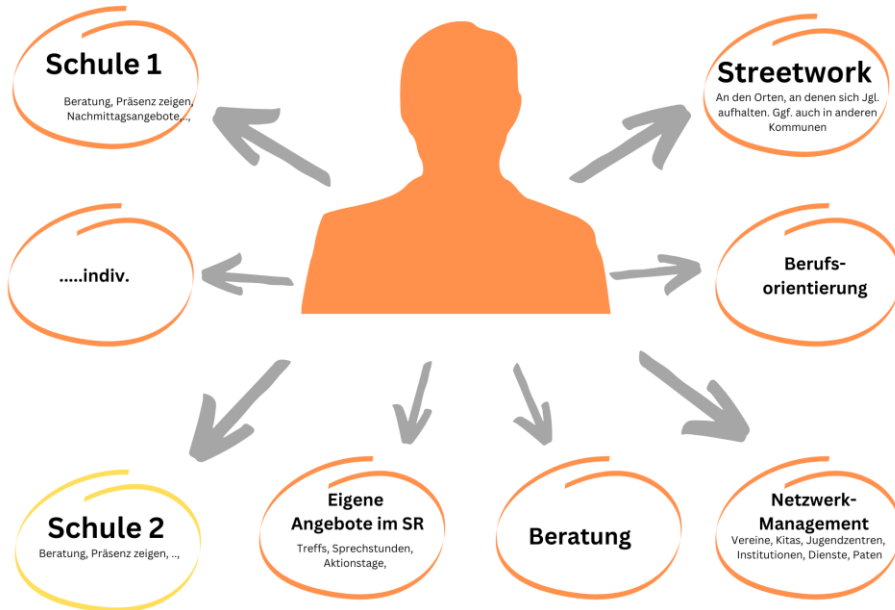 Schule 1
Beratung, Präsenz zeigen,
Nachmittagsangebote,..,
Streetwork
An den Orten, an denen sich Jgl.
aufhalten. Ggf. auch in anderen
Kommunen
.....indiv.
Berufs-
orientierung
Schule 2
Beratung, Präsenz zeigen, ..,
Eigene
Angebote im SR
Treffs, Sprechstunden,
Aktionstage,
Beratung
Netzwerk-
Management
Vereine, Kitas, Jugendzentren,
Institutionen, Dienste, Paten